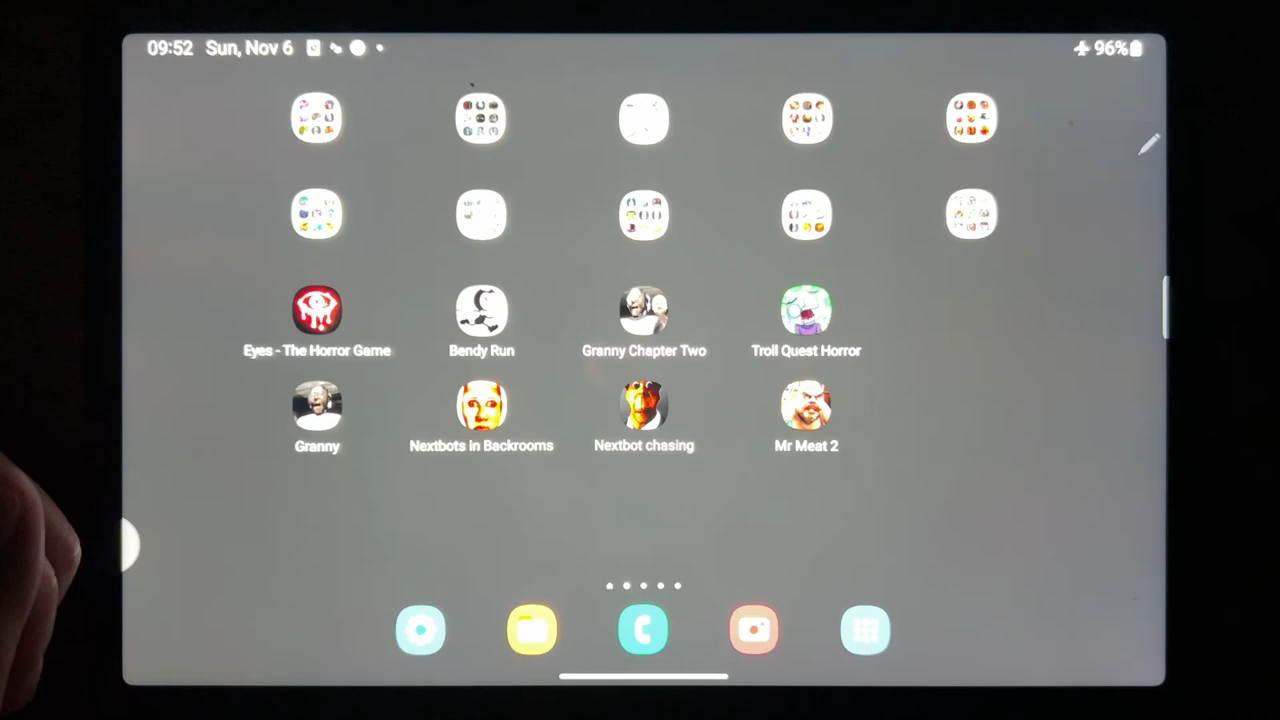 09:52 Sun, Nov 6
96%
Eyes - The Horror Game
Bendy Run
Granny Chapter Two
Troll Quest Horror
Granny
Nextbots in Backrooms
Nextbot chasing
Mr Meat 2